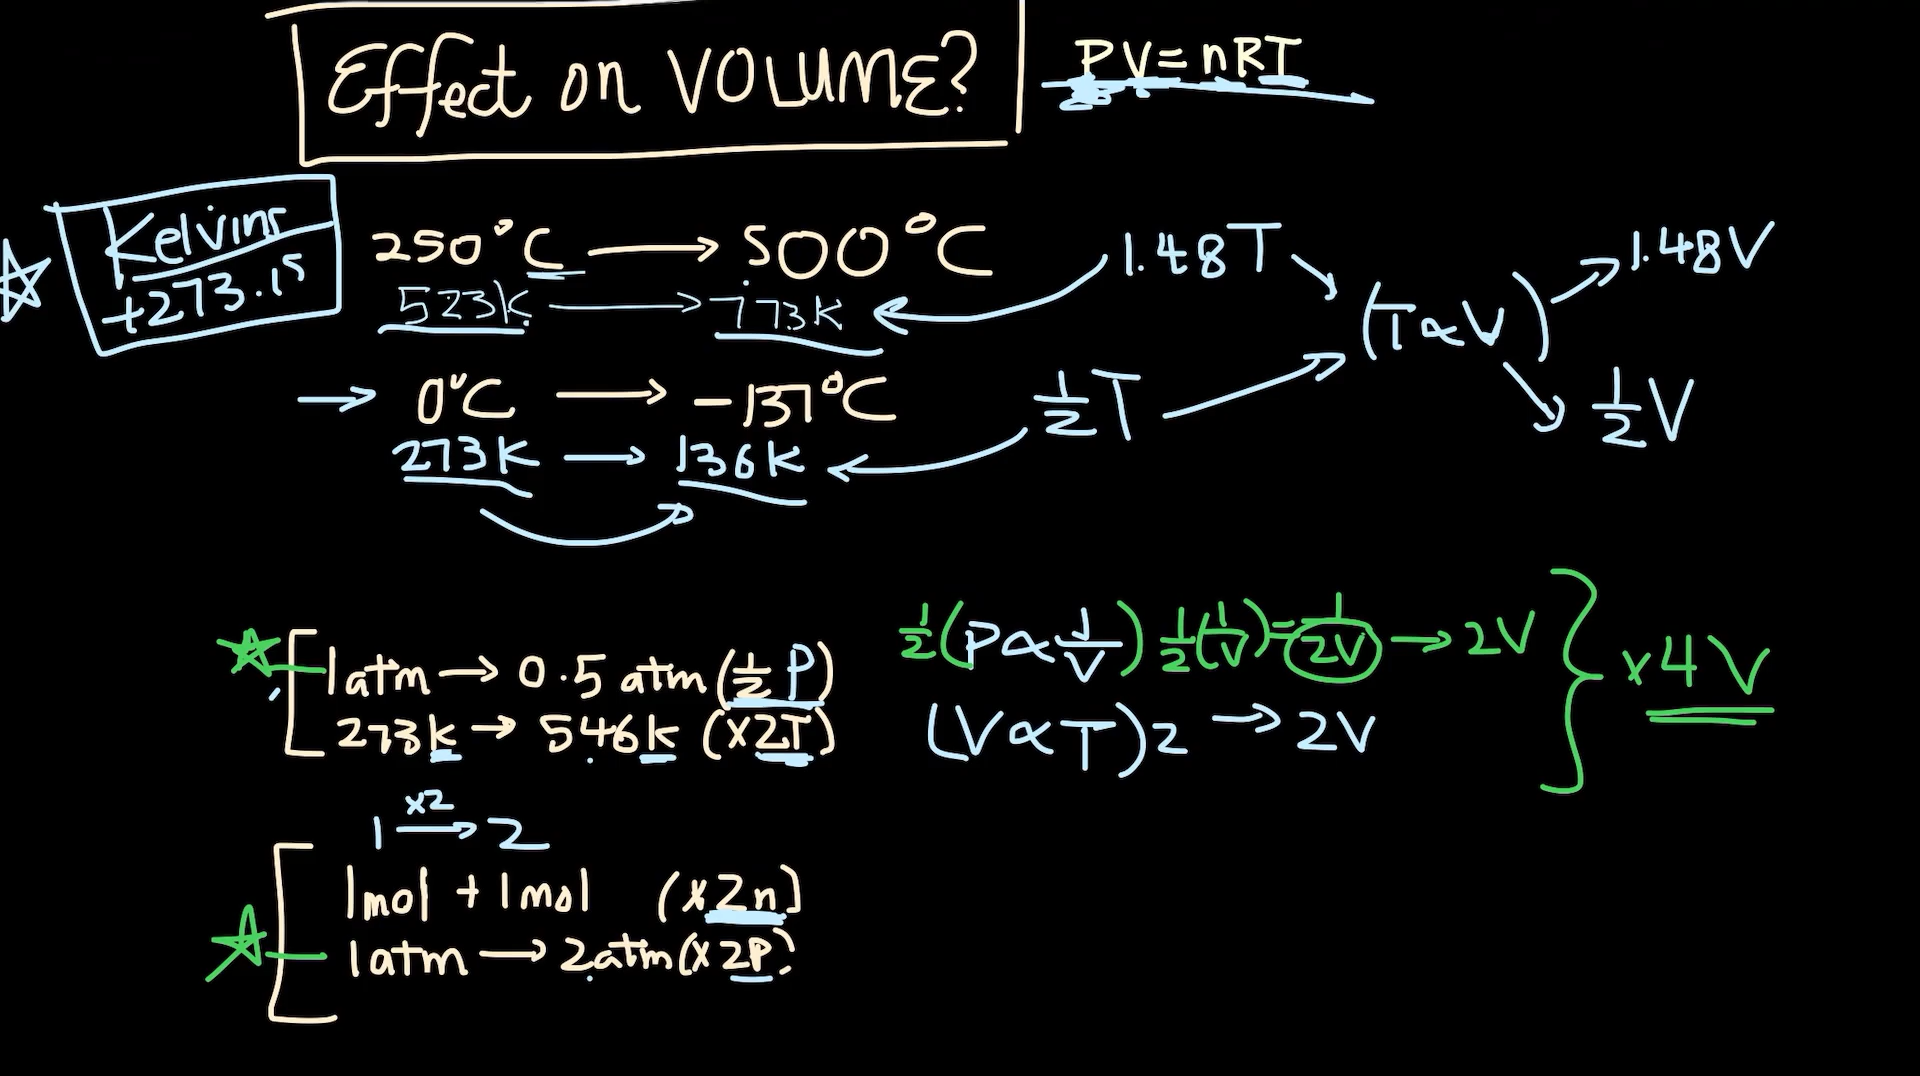 Effect on VOLUME?
PV=nRT
Kelvins
+273.15
250°C → 500°C
523K → 773K
1.48T
(T∝V)
1.48V
→ 0°C → -137°C
273K → 136K
½T
½V
1atm → 0.5 atm (½ P)
273k → 546k (×2T)
½(P∝1/V) ½(1/V)=1/2V → 2V
(V∝T)2 → 2V
×4V
1 ×2→ 2
1mol + 1mol (×2n)
1atm → 2atm (×2P)